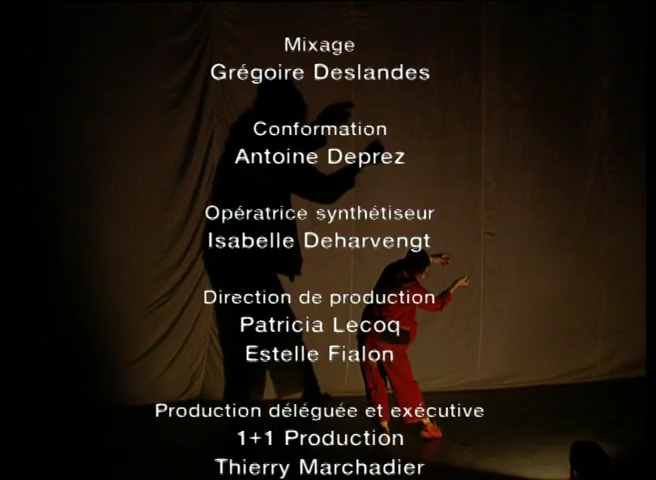 Mixage
Grégoire Deslandes
Conformation
Antoine Deprez
Opératrice synthétiseur
Isabelle Deharvengt
Direction de production
Patricia Lecoq
Estelle Fialon
Production déléguée et exécutive
1+1 Production
Thierry Marchadier